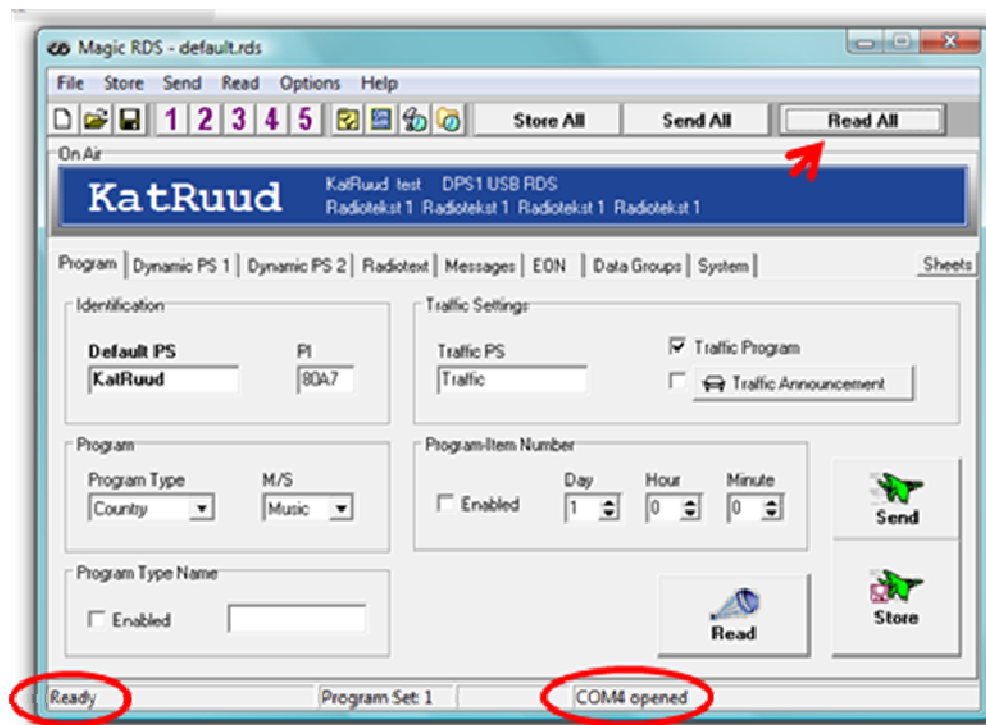 Magic RDS - default.rds
File Store Send Read Options Help
1 2 3 4 5 Store All Send All Read All
On Air
KatRuud
KatRuud test DPS1 USB RDS
Radiotekst 1 Radiotekst 1 Radiotekst 1 Radiotekst 1
Program Dynamic PS 1 Dynamic PS 2 Radiotext Messages EON Data Groups System Sheets
Identification
Default PS PI
KatRuud 80A7
Traffic Settings
Traffic PS Traffic Program
Traffic Traffic Announcement
Program
Program Type M/S
Country Music
Program-Item Number
Day Hour Minute
Enabled 1 0 0
Send
Program Type Name
Enabled
Read
Store
Ready Program Set: 1 COM4 opened